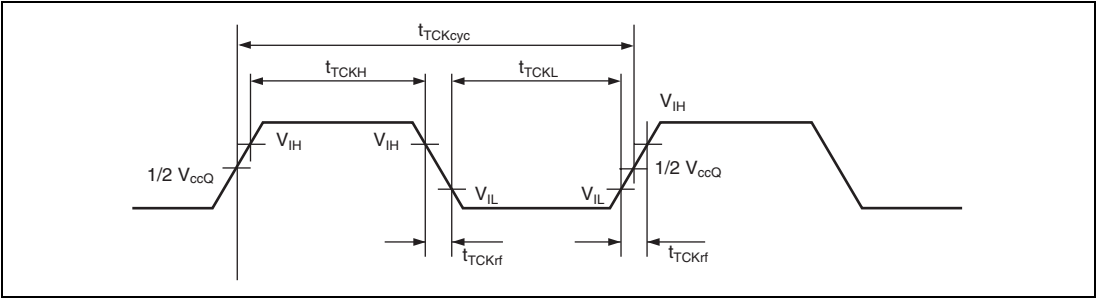 tTCKcyc
tTCKH
tTCKL
VIH
VIH
VIH
1/2 VccQ
1/2 VccQ
VIL
VIL
tTCKrf
tTCKrf